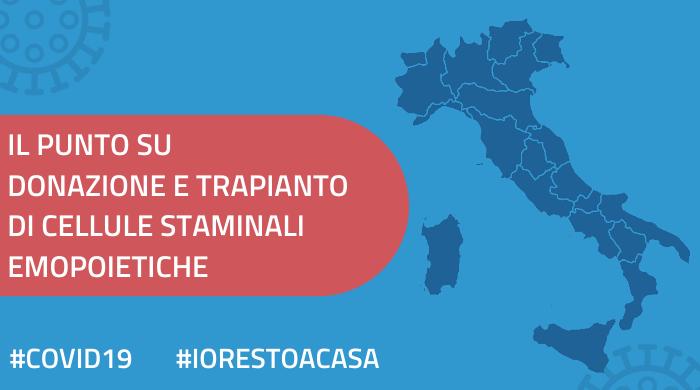 IL PUNTO SU
DONAZIONE E TRAPIANTO
DI CELLULE STAMINALI
EMOPOIETICHE
#COVID19 #IORESTOACASA